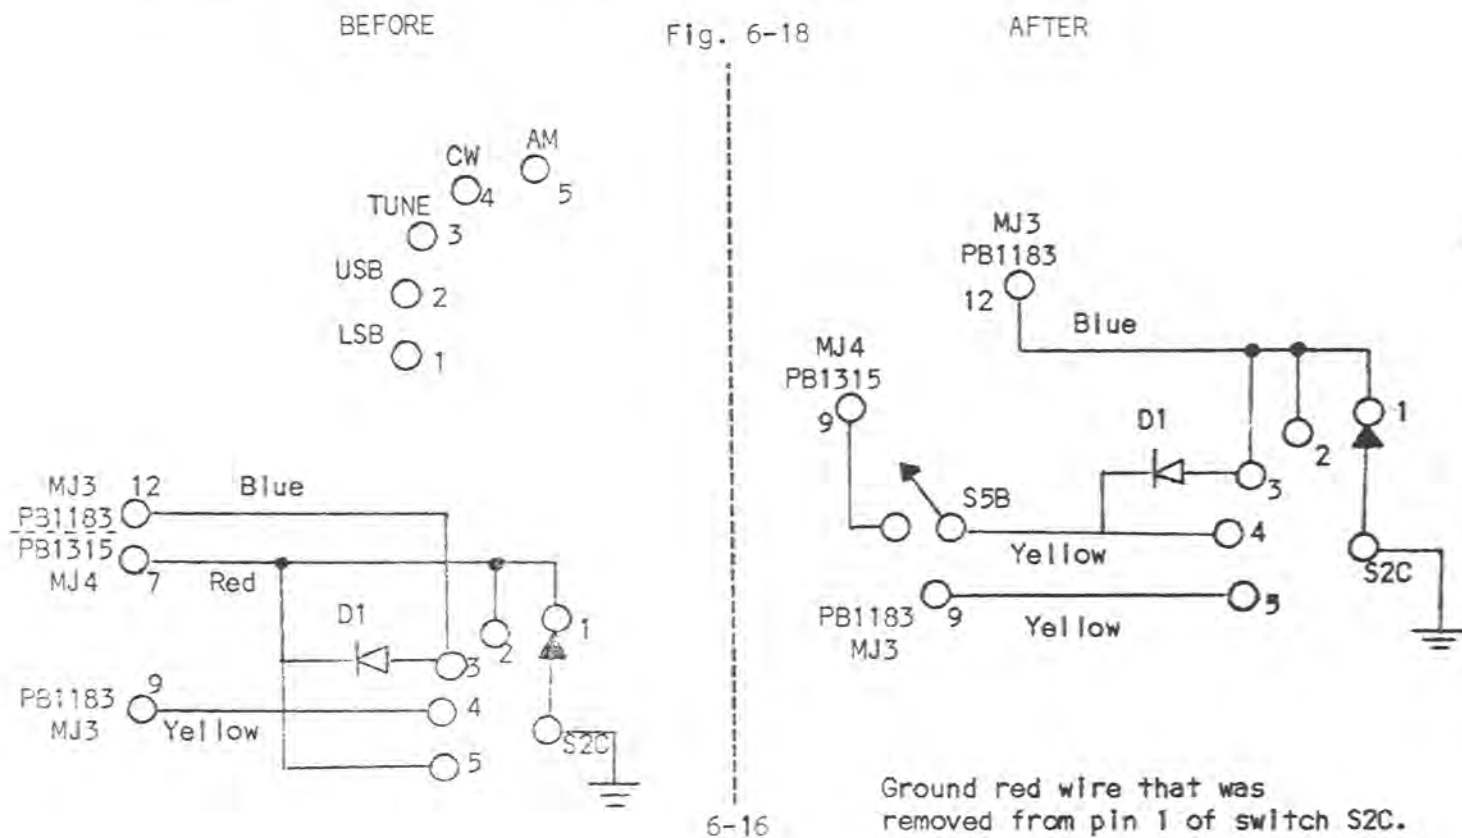 BEFORE
Fig. 6-18
AFTER
AM
CW
4
5
TUNE
3
USB
2
LSB
1
MJ3
12
Blue
PB1183
PB1315
MJ4
7
Red
D1
1
2
3
9
PB1183
MJ3
Yellow
4
5
S2C
MJ3
PB1183
12
Blue
MJ4
PB1315
9
D1
1
2
3
S5B
4
Yellow
S2C
PB1183
9
MJ3
Yellow
5
Ground red wire that was
removed from pin 1 of switch S2C.
6-16